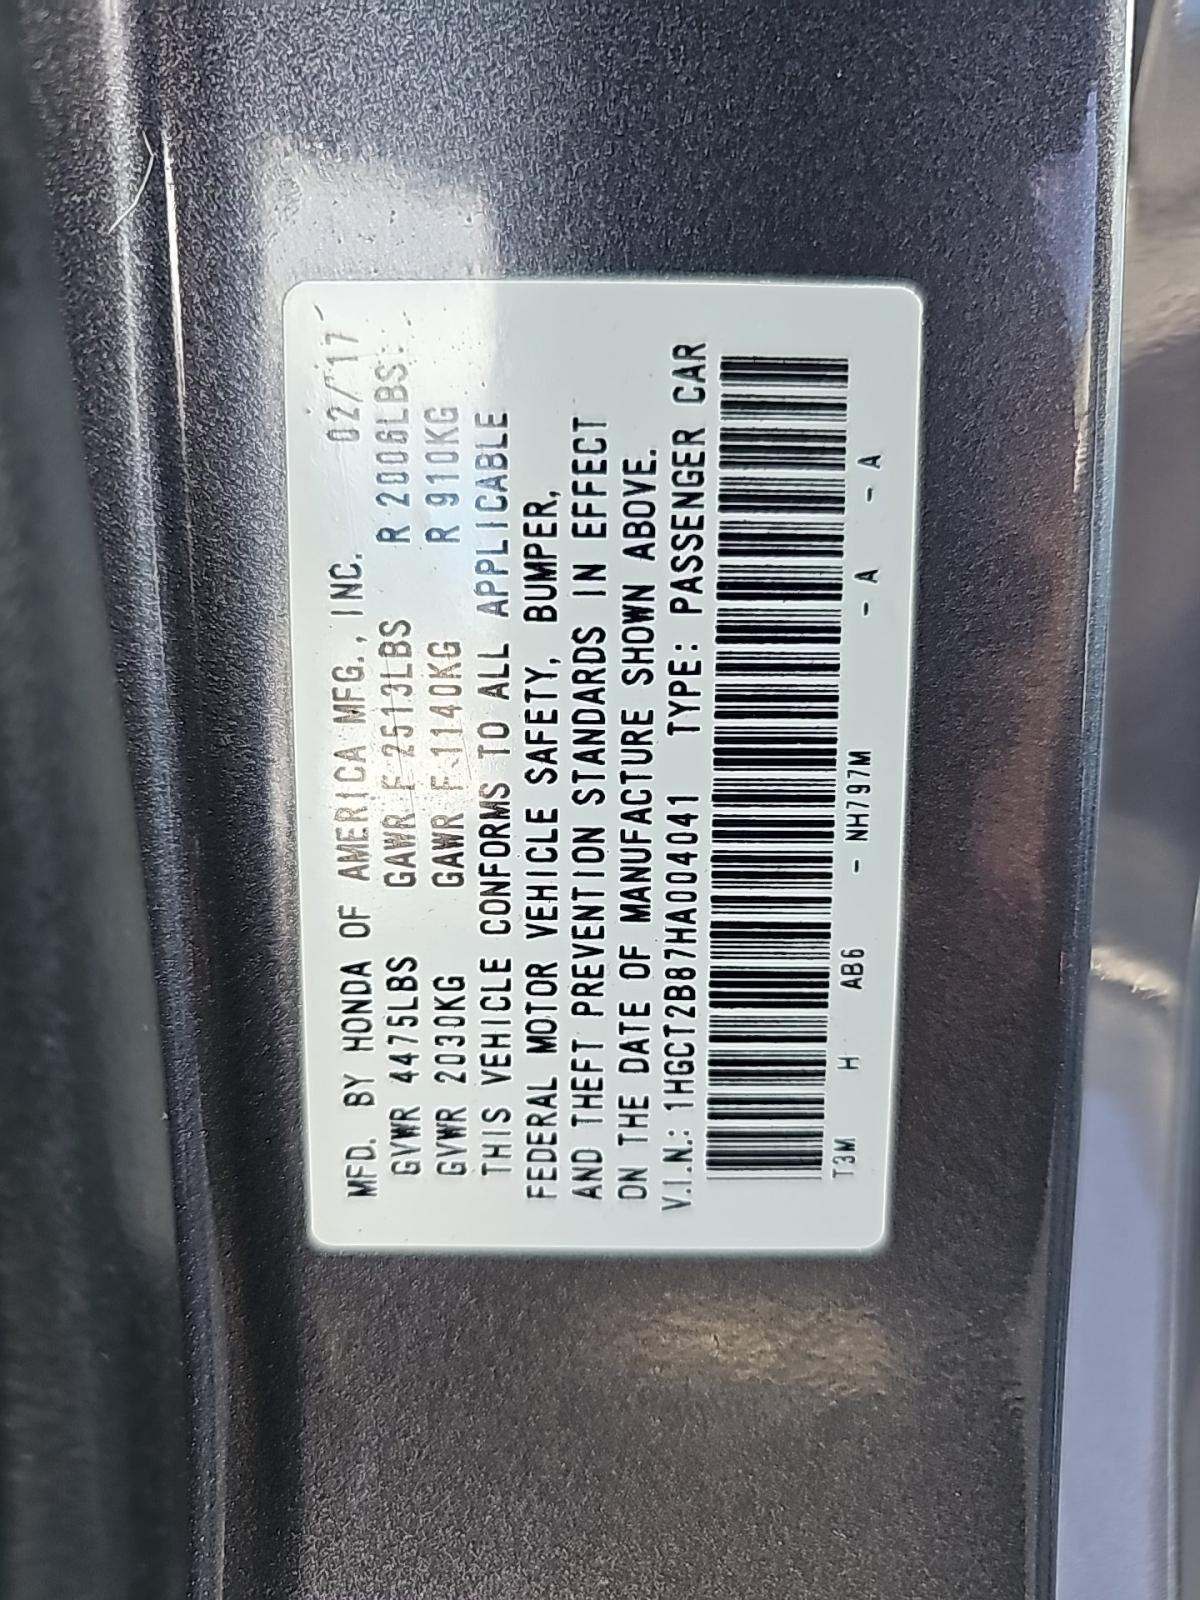 MFD. BY HONDA OF AMERICA MFG., INC. 02/17
GVWR 4475LBS GAWR F 2513LBS R 2006LBS
GVWR 2030KG GAWR F 1140KG R 910KG
THIS VEHICLE CONFORMS TO ALL APPLICABLE
FEDERAL MOTOR VEHICLE SAFETY, BUMPER,
AND THEFT PREVENTION STANDARDS IN EFFECT
ON THE DATE OF MANUFACTURE SHOWN ABOVE.
V.I.N.: 1HGCT2B87HA004041 TYPE: PASSENGER CAR
T3M H AB6 - NH797M - A - A